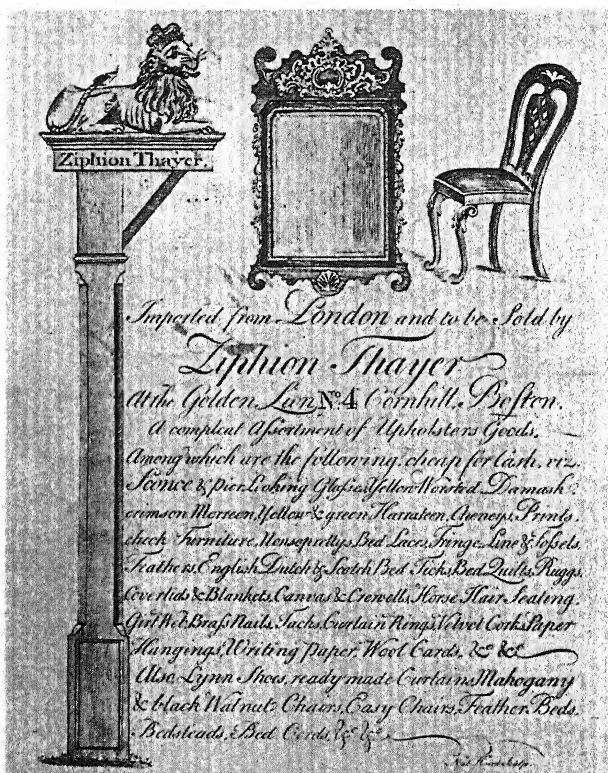 Ziphion Thayer.
Imported from London and to be Sold by
Ziphion Thayer
At the Golden Lion No. 4 Cornhill, Boston.
A compleat Assortment of Upholsters Goods,
Among which are the following, cheap for Cash. viz.
Sconce & pier Looking Glasses, Yellow Worsted Damask
crimson Merreen, Yellow & green Harrateen, Cheneys, Prints.
check Furniture, Nonseprettys, Bed Laces, Fringe, Line & Tossels,
Feathers, English, Dutch & Scotch Bed Ticks, Bed Quilts, Ruggs,
Coverlids & Blankets, Canvas & Crewells, Horse Hair Seating,
Girt Web, Brass Nails, Tacks, Curtain Rings, Velvet Corks, Paper
Hangings, Writing paper, Wool Cards, &c &c
Also Lynn Shoes, ready made Curtains, Mahogany
& black Walnut Chairs, Easy Chairs, Feather Beds.
Bedsteads, Bed Cords, &c &c